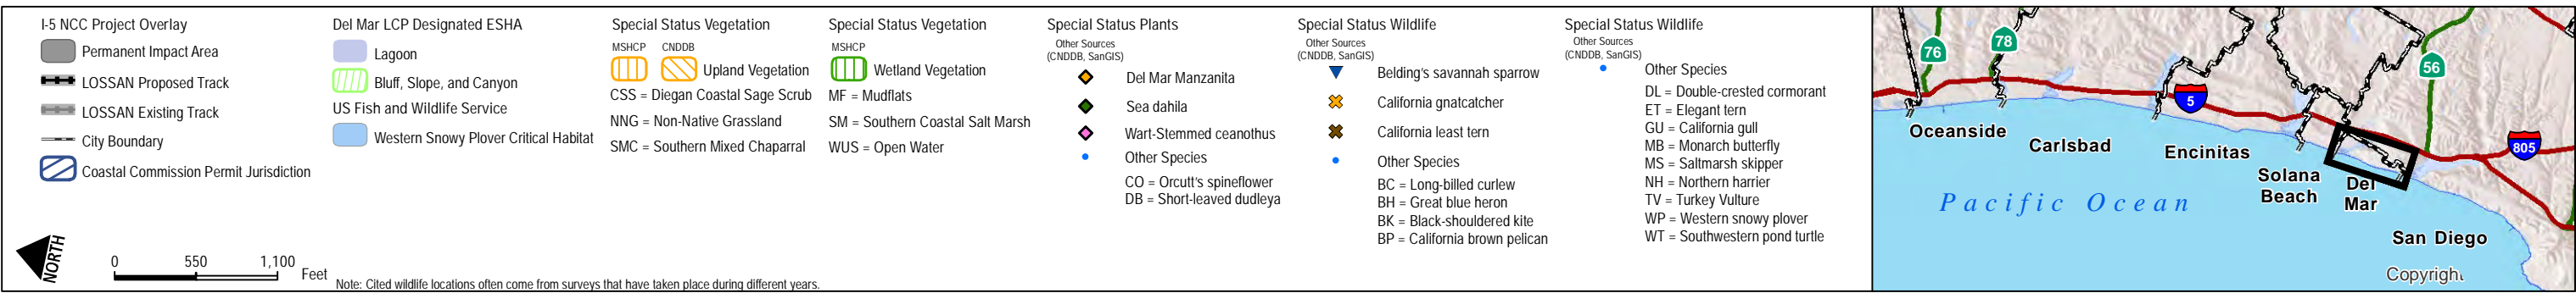 I-5 NCC Project Overlay
Permanent Impact Area
LOSSAN Proposed Track
LOSSAN Existing Track
City Boundary
Coastal Commission Permit Jurisdiction
Del Mar LCP Designated ESHA
Lagoon
Bluff, Slope, and Canyon
US Fish and Wildlife Service
Western Snowy Plover Critical Habitat
Special Status Vegetation
MSHCP CNDDB
Upland Vegetation
CSS = Diegan Coastal Sage Scrub
NNG = Non-Native Grassland
SMC = Southern Mixed Chaparral
Special Status Vegetation
MSHCP
Wetland Vegetation
MF = Mudflats
SM = Southern Coastal Salt Marsh
WUS = Open Water
Special Status Plants
Other Sources
(CNDDB, SanGIS)
Del Mar Manzanita
Sea dahila
Wart-Stemmed ceanothus
Other Species
CO = Orcutt's spineflower
DB = Short-leaved dudleya
Special Status Wildlife
Other Sources
(CNDDB, SanGIS)
Belding's savannah sparrow
California gnatcatcher
California least tern
Other Species
BC = Long-billed curlew
BH = Great blue heron
BK = Black-shouldered kite
BP = California brown pelican
Special Status Wildlife
Other Sources
(CNDDB, SanGIS)
Other Species
DL = Double-crested cormorant
ET = Elegant tern
GU = California gull
MB = Monarch butterfly
MS = Saltmarsh skipper
NH = Northern harrier
TV = Turkey Vulture
WP = Western snowy plover
WT = Southwestern pond turtle
NORTH
0 550 1,100
Feet
Note: Cited wildlife locations often come from surveys that have taken place during different years.
76
78
56
5
805
Oceanside
Carlsbad
Encinitas
Solana
Beach
Del
Mar
Pacific Ocean
San Diego
Copyright